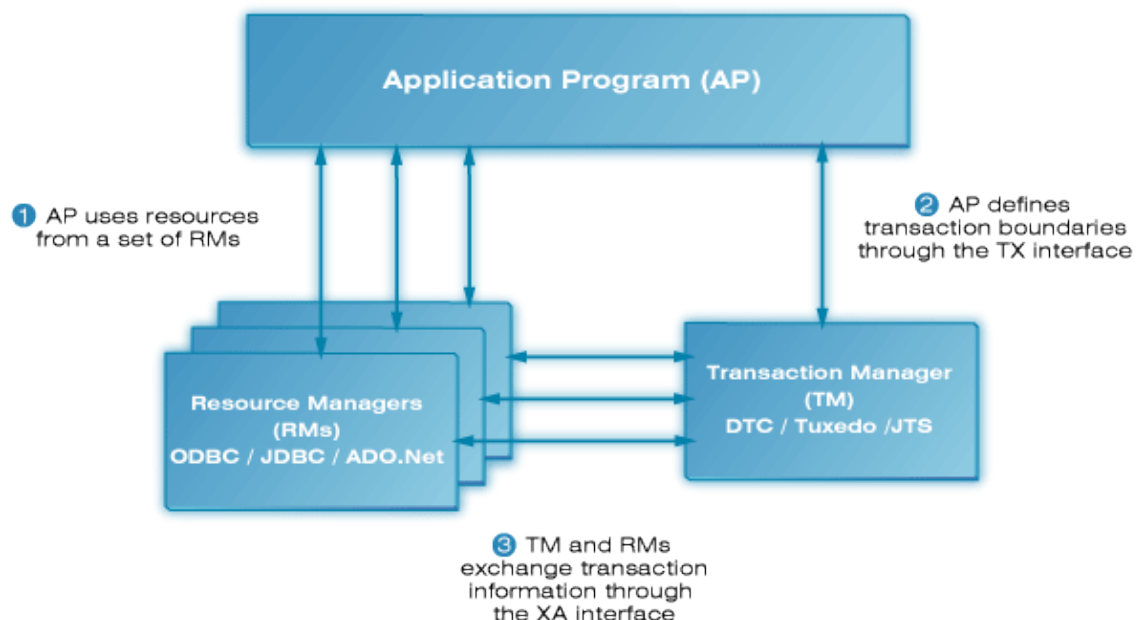 Application Program (AP)
1 AP uses resources
from a set of RMs
2 AP defines
transaction boundaries
through the TX interface
Resource Managers
(RMs)
ODBC / JDBC / ADO.Net
Transaction Manager
(TM)
DTC / Tuxedo /JTS
3 TM and RMs
exchange transaction
information through
the XA interface